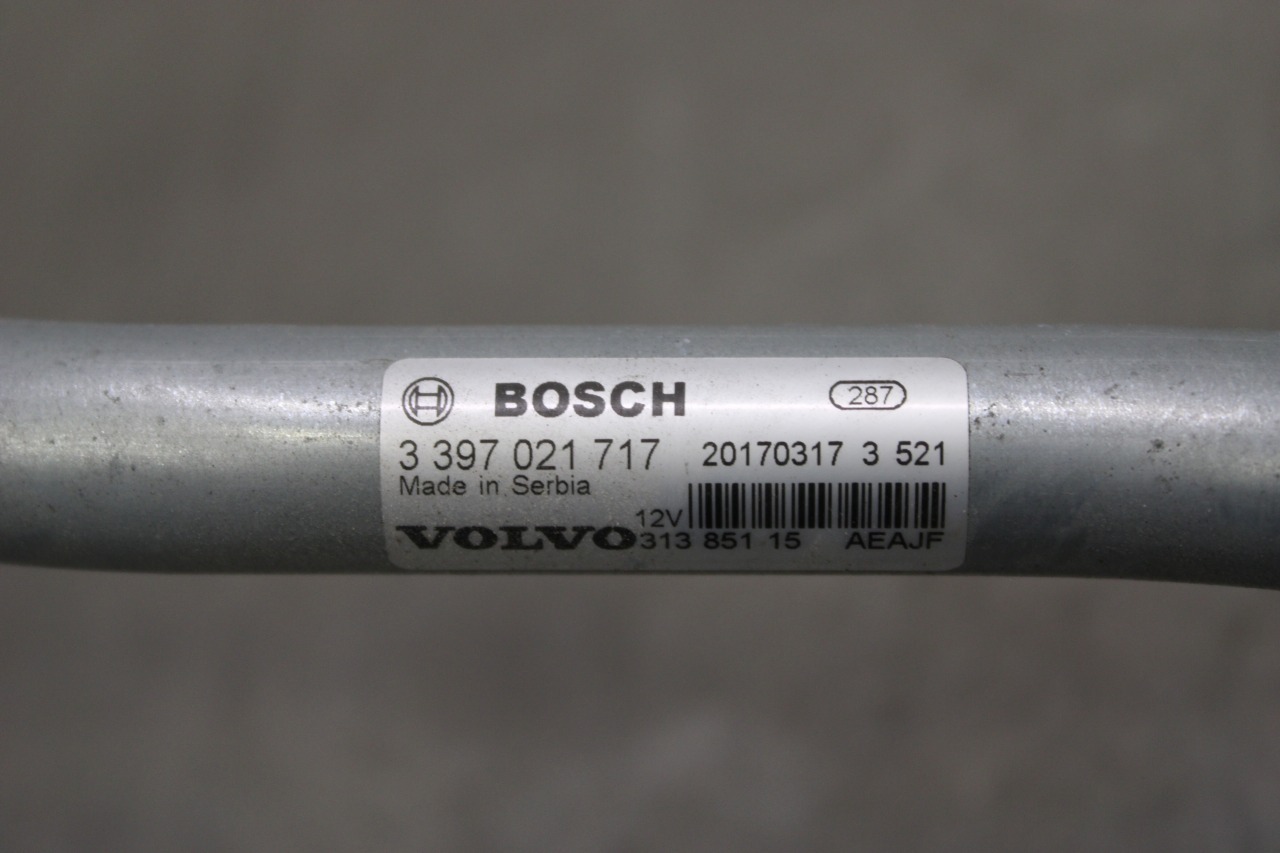 BOSCH 287
3 397 021 717 20170317 3 521
Made in Serbia
12V
VOLVO 313 851 15 AEAJF